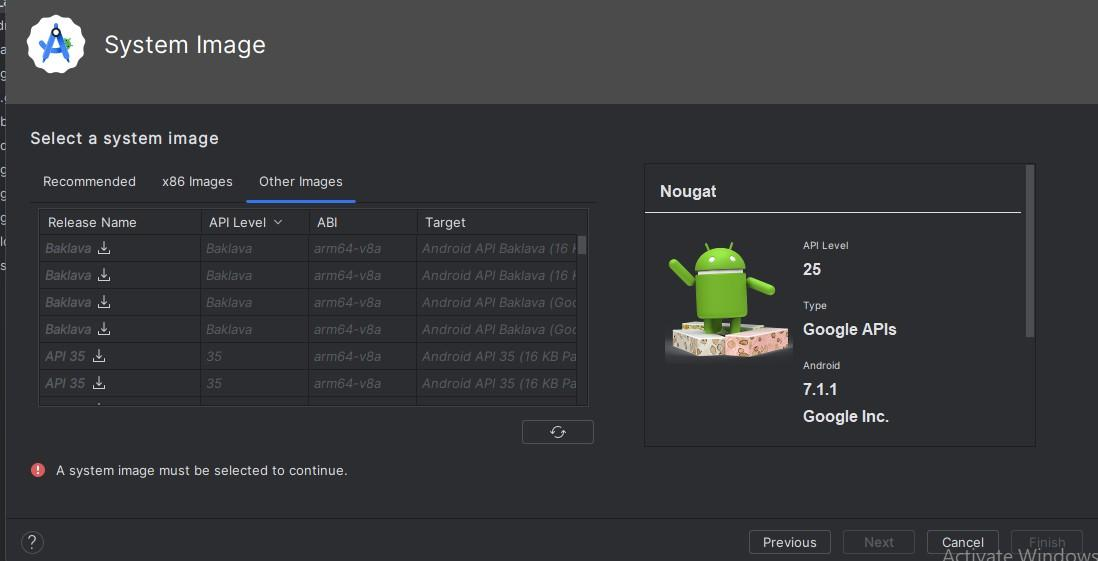 System Image
Select a system image
Recommended x86 Images Other Images
Release Name API Level ABI Target
Baklava Baklava arm64-v8a Android API Baklava (16
Baklava Baklava arm64-v8a Android API Baklava (16
Baklava Baklava arm64-v8a Android API Baklava (Goo
Baklava Baklava arm64-v8a Android API Baklava (Goo
API 35 35 arm64-v8a Android API 35 (16 KB Pa
API 35 35 arm64-v8a Android API 35 (16 KB Pa
A system image must be selected to continue.
Nougat
API Level
25
Type
Google APIs
Android
7.1.1
Google Inc.
? Previous Next Cancel Finish
Activate Windows